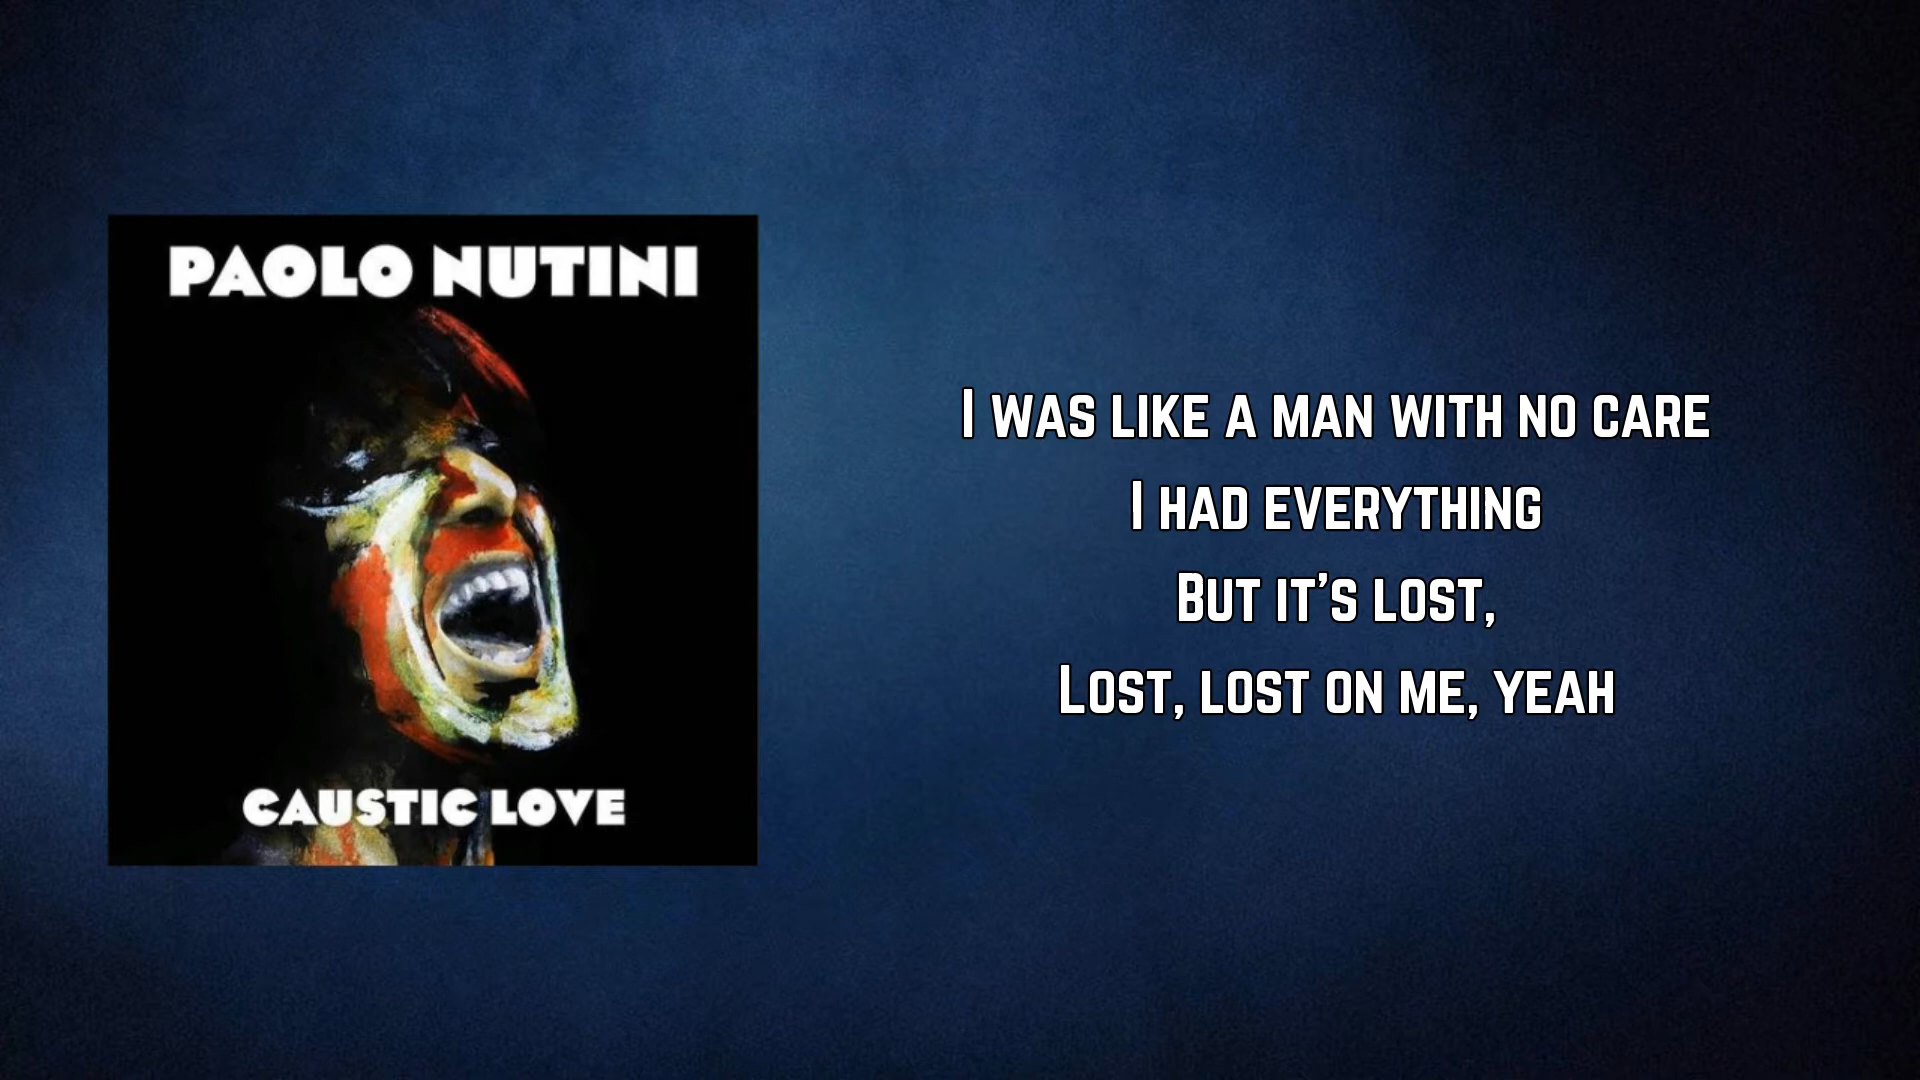 PAOLO NUTINI
CAUSTIC LOVE
I WAS LIKE A MAN WITH NO CARE
I HAD EVERYTHING
BUT IT'S LOST,
LOST, LOST ON ME, YEAH